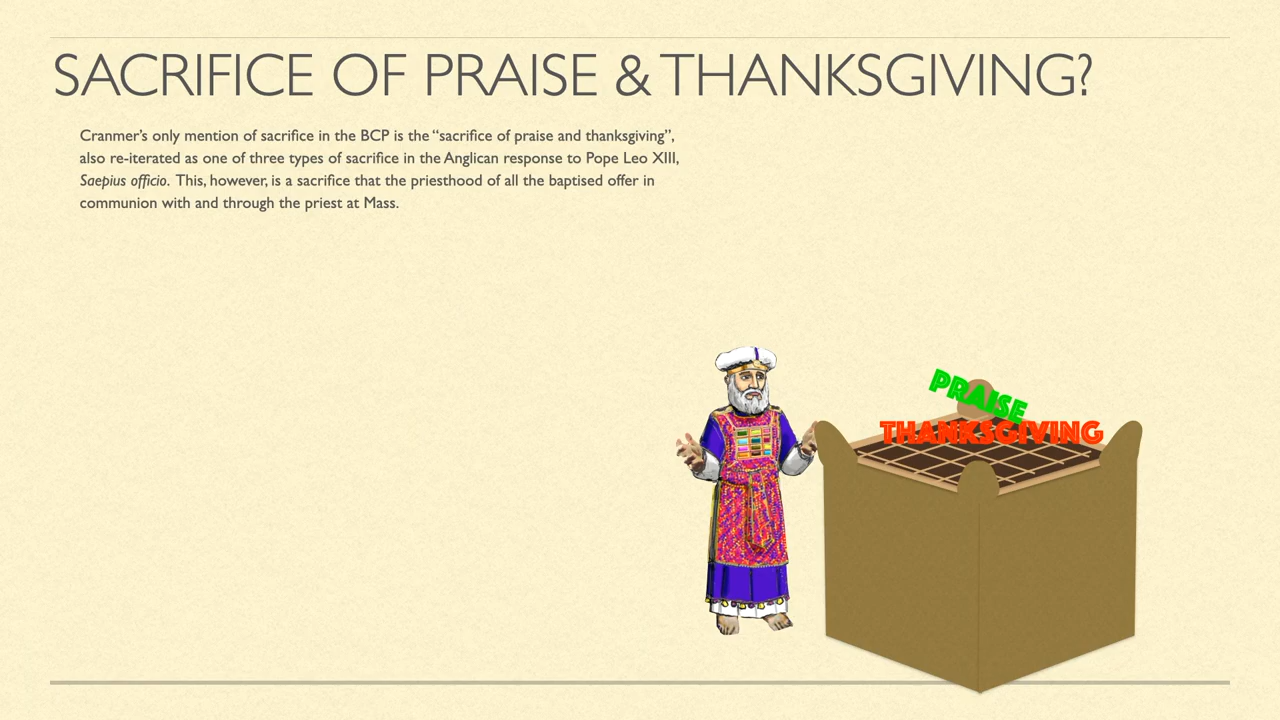 SACRIFICE OF PRAISE & THANKSGIVING?
Cranmer’s only mention of sacrifice in the BCP is the “sacrifice of praise and thanksgiving”,
also re-iterated as one of three types of sacrifice in the Anglican response to Pope Leo XIII,
Saepius officio. This, however, is a sacrifice that the priesthood of all the baptised offer in
communion with and through the priest at Mass.
PRAISE
THANKSGIVING